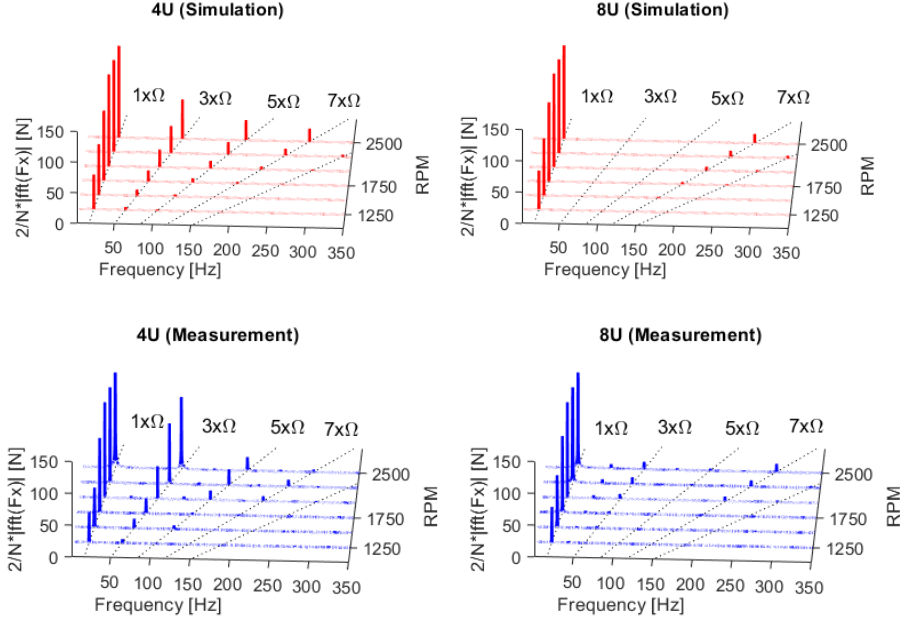 4U (Simulation)
8U (Simulation)
1xΩ 3xΩ 5xΩ 7xΩ
2/N*|fft(Fx)| [N]
150
100
50
0
2500
1750
1250
RPM
50 100 150 200 250 300 350
Frequency [Hz]
1xΩ 3xΩ 5xΩ 7xΩ
2/N*|fft(Fx)| [N]
150
100
50
0
2500
1750
1250
RPM
50 100 150 200 250 300 350
Frequency [Hz]
4U (Measurement)
8U (Measurement)
1xΩ 3xΩ 5xΩ 7xΩ
2/N*|fft(Fx)| [N]
150
100
50
0
2500
1750
1250
RPM
50 100 150 200 250 300 350
Frequency [Hz]
1xΩ 3xΩ 5xΩ 7xΩ
2/N*|fft(Fx)| [N]
150
100
50
0
2500
1750
1250
RPM
50 100 150 200 250 300 350
Frequency [Hz]